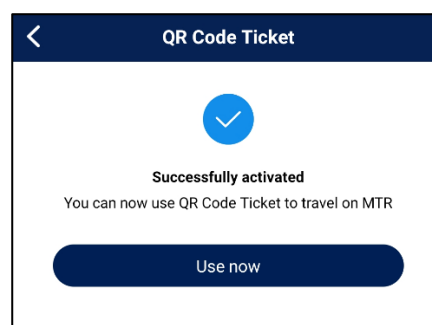 QR Code Ticket
Successfully activated
You can now use QR Code Ticket to travel on MTR
Use now